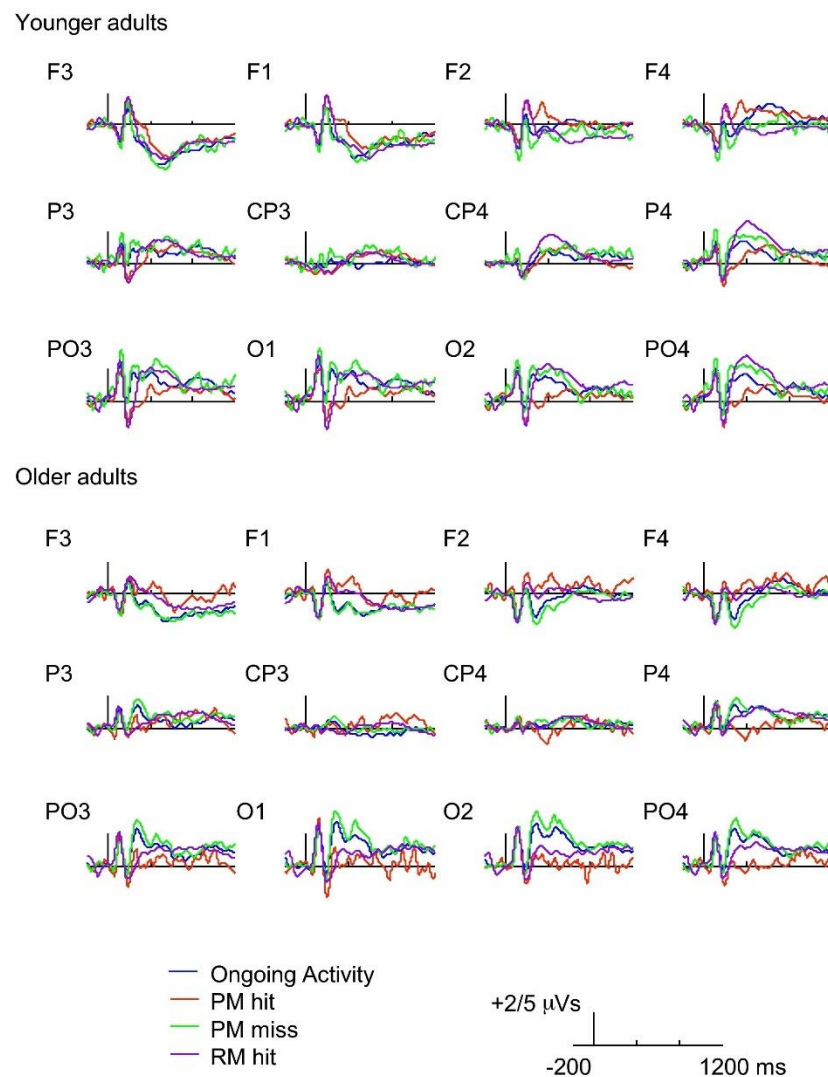 Younger adults
F3 F1 F2 F4
P3 CP3 CP4 P4
PO3 O1 O2 PO4
Older adults
F3 F1 F2 F4
P3 CP3 CP4 P4
PO3 O1 O2 PO4
Ongoing Activity
PM hit
PM miss
RM hit
+2/5 μVs
-200 1200 ms